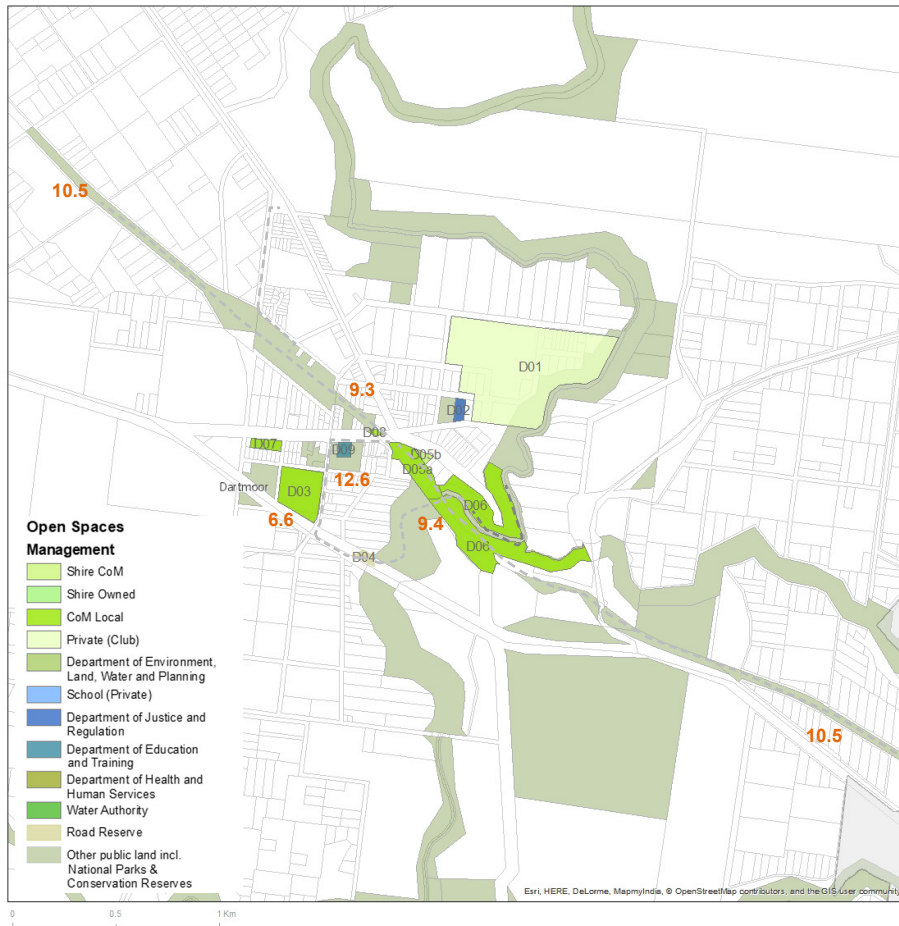 10.5
D01
9.3
D02
D08
D07
D09
D05b
D05a
12.6
Dartmoor
D03
D06
6.6
9.4
D06
D04
10.5
Open Spaces
Management
Shire CoM
Shire Owned
CoM Local
Private (Club)
Department of Environment,
Land, Water and Planning
School (Private)
Department of Justice and
Regulation
Department of Education
and Training
Department of Health and
Human Services
Water Authority
Road Reserve
Other public land incl.
National Parks &
Conservation Reserves
Esri, HERE, DeLorme, MapmyIndia, © OpenStreetMap contributors, and the GIS user community
0 0.5 1 Km